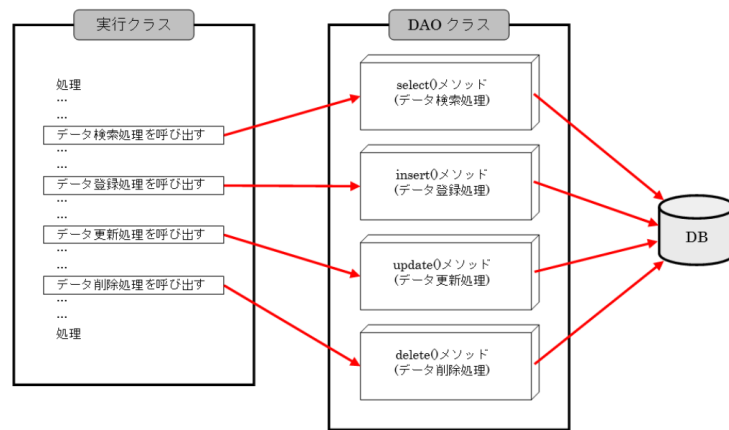 実行クラス
処理
…
…
データ検索処理を呼び出す
… …
データ登録処理を呼び出す
… …
データ更新処理を呼び出す
… …
データ削除処理を呼び出す
…
…
処理
DAO クラス
select()メソッド
(データ検索処理)
insert()メソッド
(データ登録処理)
update()メソッド
(データ更新処理)
delete()メソッド
(データ削除処理)
DB